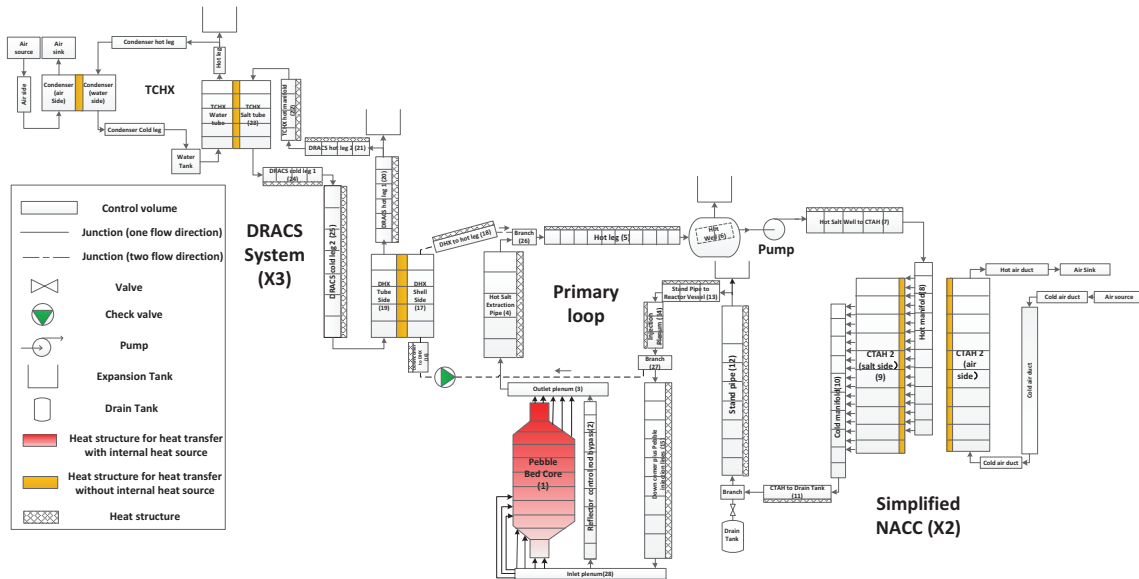 Air
source
Air
sink
Condenser hot leg
Hot leg
Air side
Condenser
(air
Side)
Condenser
(water
side)
TCHX
Condenser Cold leg
Water
Tank
TCHX
Water
tube
TCHX
Salt tube
(23)
TCHX hot manifold
(22)
DRACS hot leg 2 (21)
DRACS hot leg 1 (20)
DRACS cold leg 1
(24)
DRACS cold leg 2 (25)
DRACS
System
(X3)
DHX
Tube
Side
(19)
DHX
Shell
Side
(17)
DHX to hot leg (18)
Branch
(26)
Hot leg (5)
Hot
Well (6)
Pump
Hot Salt Well to CTAH (7)
Hot Salt
Extraction
Pipe (4)
Primary
loop
Stand Pipe to
Reactor Vessel (13)
Injection
Plenum (14)
Branch
(27)
Outlet plenum (3)
Pebble
Bed Core
(1)
Reflector control rod bypass(2)
Down comer plus Pebble
injection lines (15)
Inlet plenum(28)
Stand pipe (12)
Branch
Drain
Tank
CTAH to Drain Tank
(11)
Cold manifold(10)
CTAH 2
(salt side)
(9)
Hot manifold(8)
CTAH 2
(air
side)
Hot air duct
Air Sink
Cold air duct
Air source
Cold air duct
Cold air duct
Simplified
NACC (X2)
Control volume
Junction (one flow direction)
Junction (two flow direction)
Valve
Check valve
Pump
Expansion Tank
Drain Tank
Heat structure for heat transfer
with internal heat source
Heat structure for heat transfer
without internal heat source
Heat structure